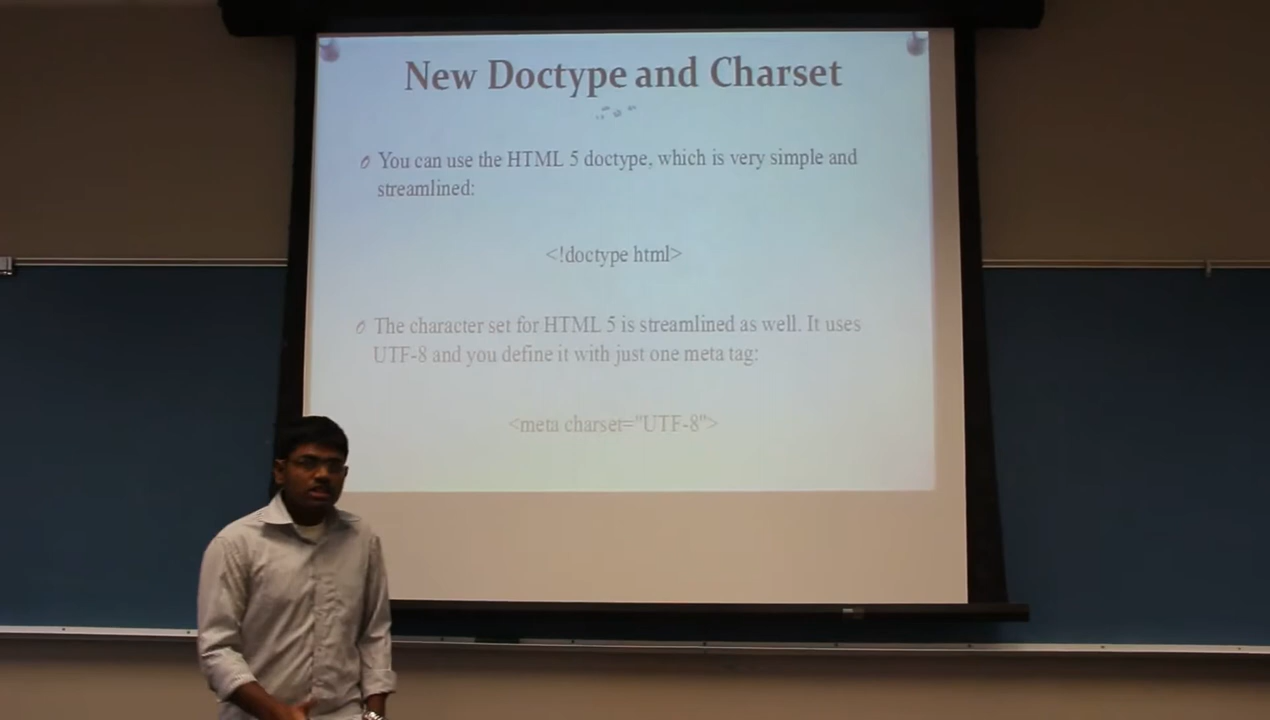 New Doctype and Charset
You can use the HTML 5 doctype, which is very simple and
streamlined:
<!doctype html>
The character set for HTML 5 is streamlined as well. It uses
UTF-8 and you define it with just one meta tag:
<meta charset="UTF-8">